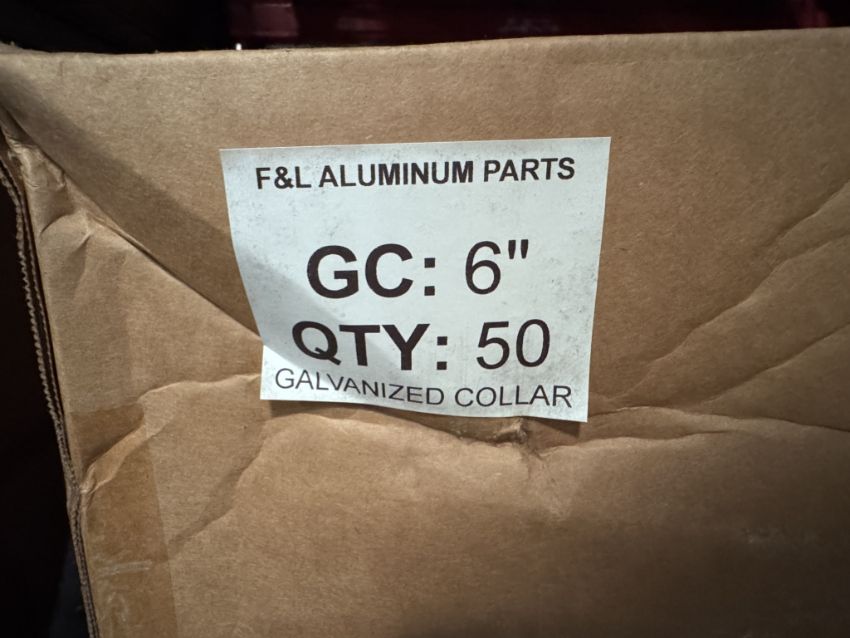 F&L ALUMINUM PARTS
GC: 6"
QTY: 50
GALVANIZED COLLAR